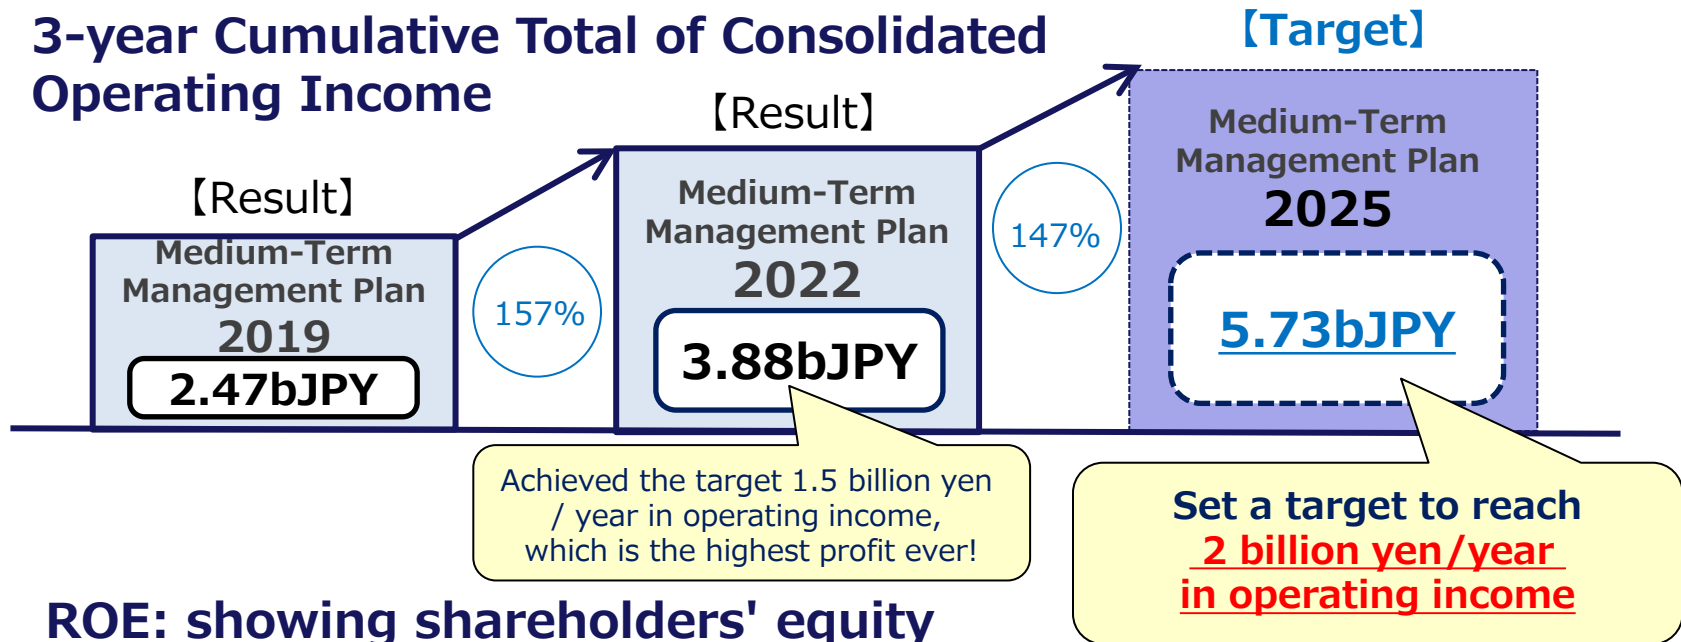 3-year Cumulative Total of Consolidated
Operating Income
【Result】
Medium-Term
Management Plan
2019
2.47bJPY
157%
【Result】
Medium-Term
Management Plan
2022
3.88bJPY
Achieved the target 1.5 billion yen
/ year in operating income,
which is the highest profit ever!
147%
【Target】
Medium-Term
Management Plan
2025
5.73bJPY
Set a target to reach
2 billion yen/year
in operating income
ROE: showing shareholders' equity